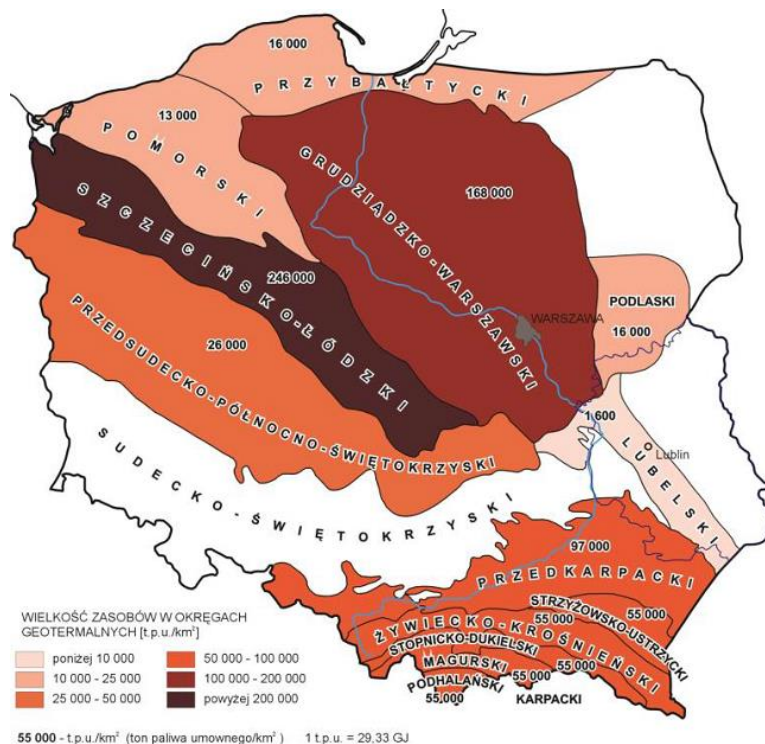 16 000
PRZYBAŁTYCKI
13 000
POMORSKI
GRUDZIĄDZKO-WARSZAWSKI
168 000
SZCZECIŃSKO-ŁÓDZKI
246 000
PODLASKI
16 000
WARSZAWA
26 000
PRZEDSUDECKO-PÓŁNOCNO-ŚWIĘTOKRZYSKI
1 600
LUBELSKI
Lublin
SUDECKO-ŚWIĘTOKRZYSKI
97 000
PRZEDKARPACKI
STRZYŻOWSKO-USTRZYCKI
55 000
55 000
ŻYWIECKO-KROŚNIEŃSKI
STOPNICKO-DUKIELSKI
MAGURSKI
55 000
55 000
PODHALAŃSKI
55 000
KARPACKI
WIELKOŚĆ ZASOBÓW W OKRĘGACH
GEOTERMALNYCH [t.p.u./km²]
poniżej 10 000
10 000 - 25 000
25 000 - 50 000
50 000 - 100 000
100 000 - 200 000
powyżej 200 000
55 000 - t.p.u./km² (ton paliwa umownego/km² ) 1 t.p.u. = 29,33 GJ